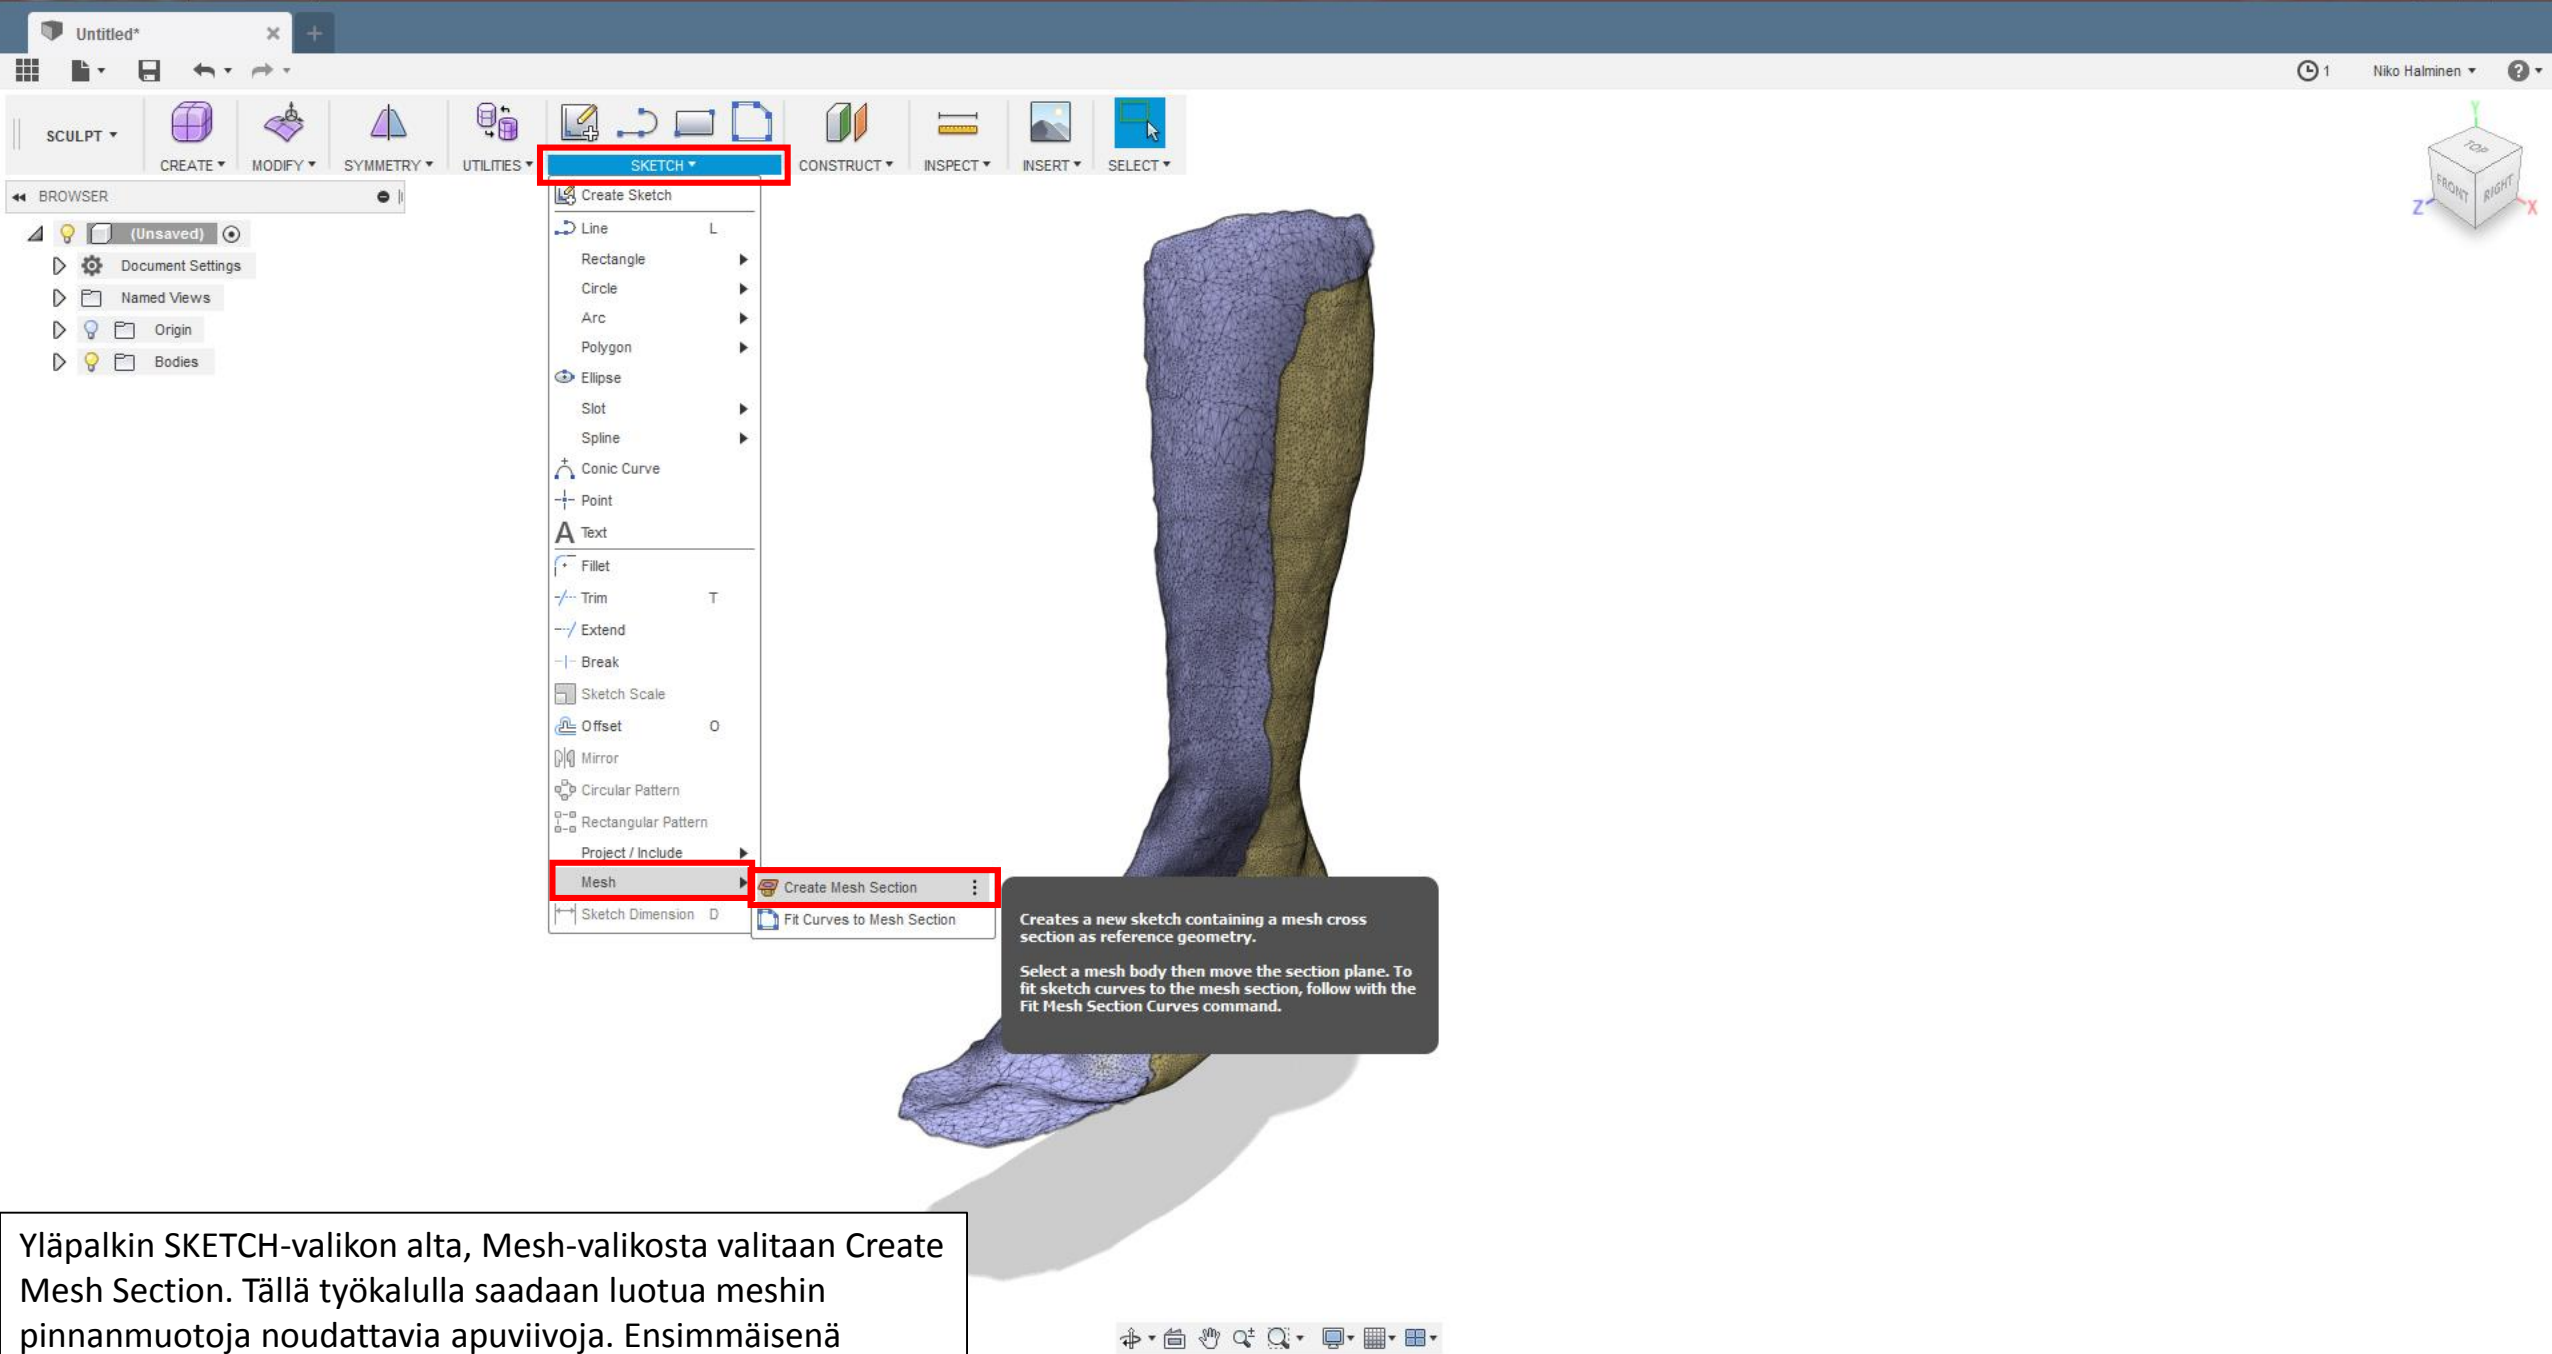 Untitled*
1
Niko Halminen
SCULPT
CREATE
MODIFY
SYMMETRY
UTILITIES
SKETCH
CONSTRUCT
INSPECT
INSERT
SELECT
BROWSER
(Unsaved)
Document Settings
Named Views
Origin
Bodies
Create Sketch
Line L
Rectangle
Circle
Arc
Polygon
Ellipse
Slot
Spline
Conic Curve
Point
A Text
Fillet
Trim T
Extend
Break
Sketch Scale
Offset O
Mirror
Circular Pattern
Rectangular Pattern
Project / Include
Mesh
Sketch Dimension D
Create Mesh Section
Fit Curves to Mesh Section
Creates a new sketch containing a mesh cross
section as reference geometry.
Select a mesh body then move the section plane. To
fit sketch curves to the mesh section, follow with the
Fit Mesh Section Curves command.
Y
TOP
FRONT
RIGHT
Z
X
Yläpalkin SKETCH-valikon alta, Mesh-valikosta valitaan Create
Mesh Section. Tällä työkalulla saadaan luotua meshin
pinnanmuotoja noudattavia apuviivoja. Ensimmäisenä